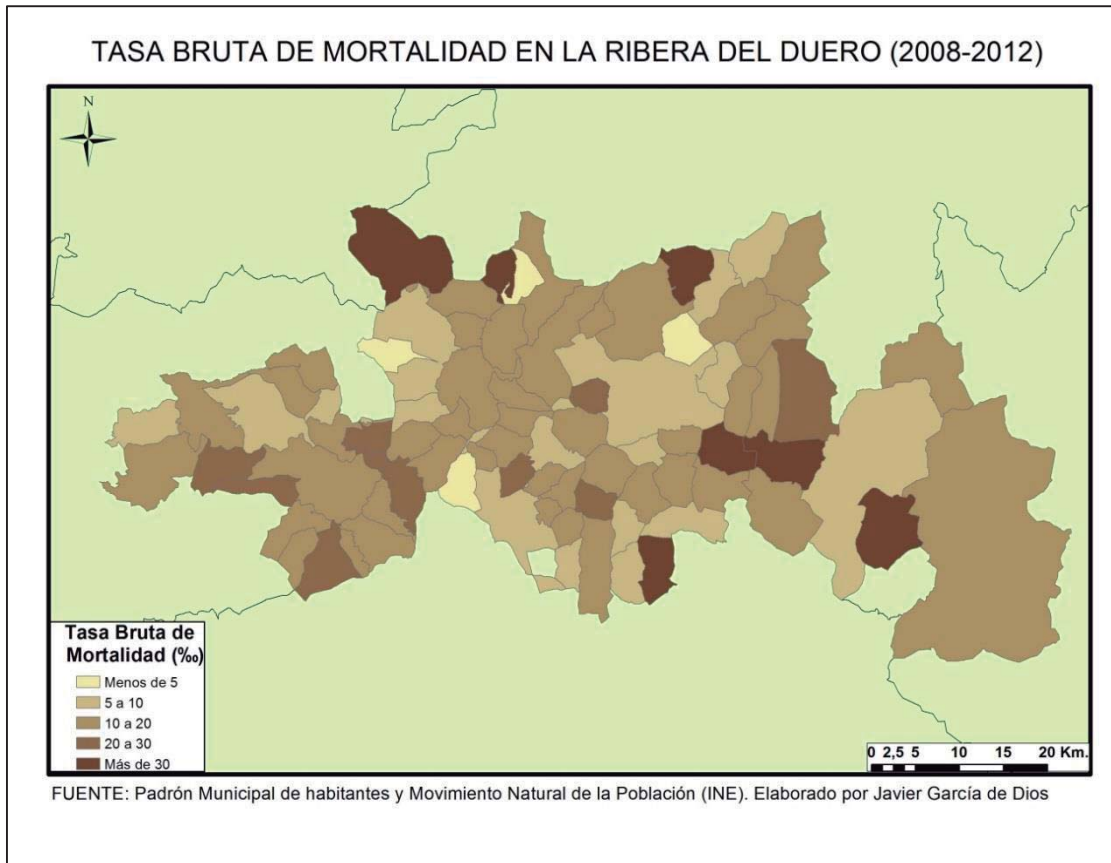 TASA BRUTA DE MORTALIDAD EN LA RIBERA DEL DUERO (2008-2012)
N
Tasa Bruta de
Mortalidad (‰)
Menos de 5
5 a 10
10 a 20
20 a 30
Más de 30
0 2,5 5 10 15 20 Km.
FUENTE: Padrón Municipal de habitantes y Movimiento Natural de la Población (INE). Elaborado por Javier García de Dios